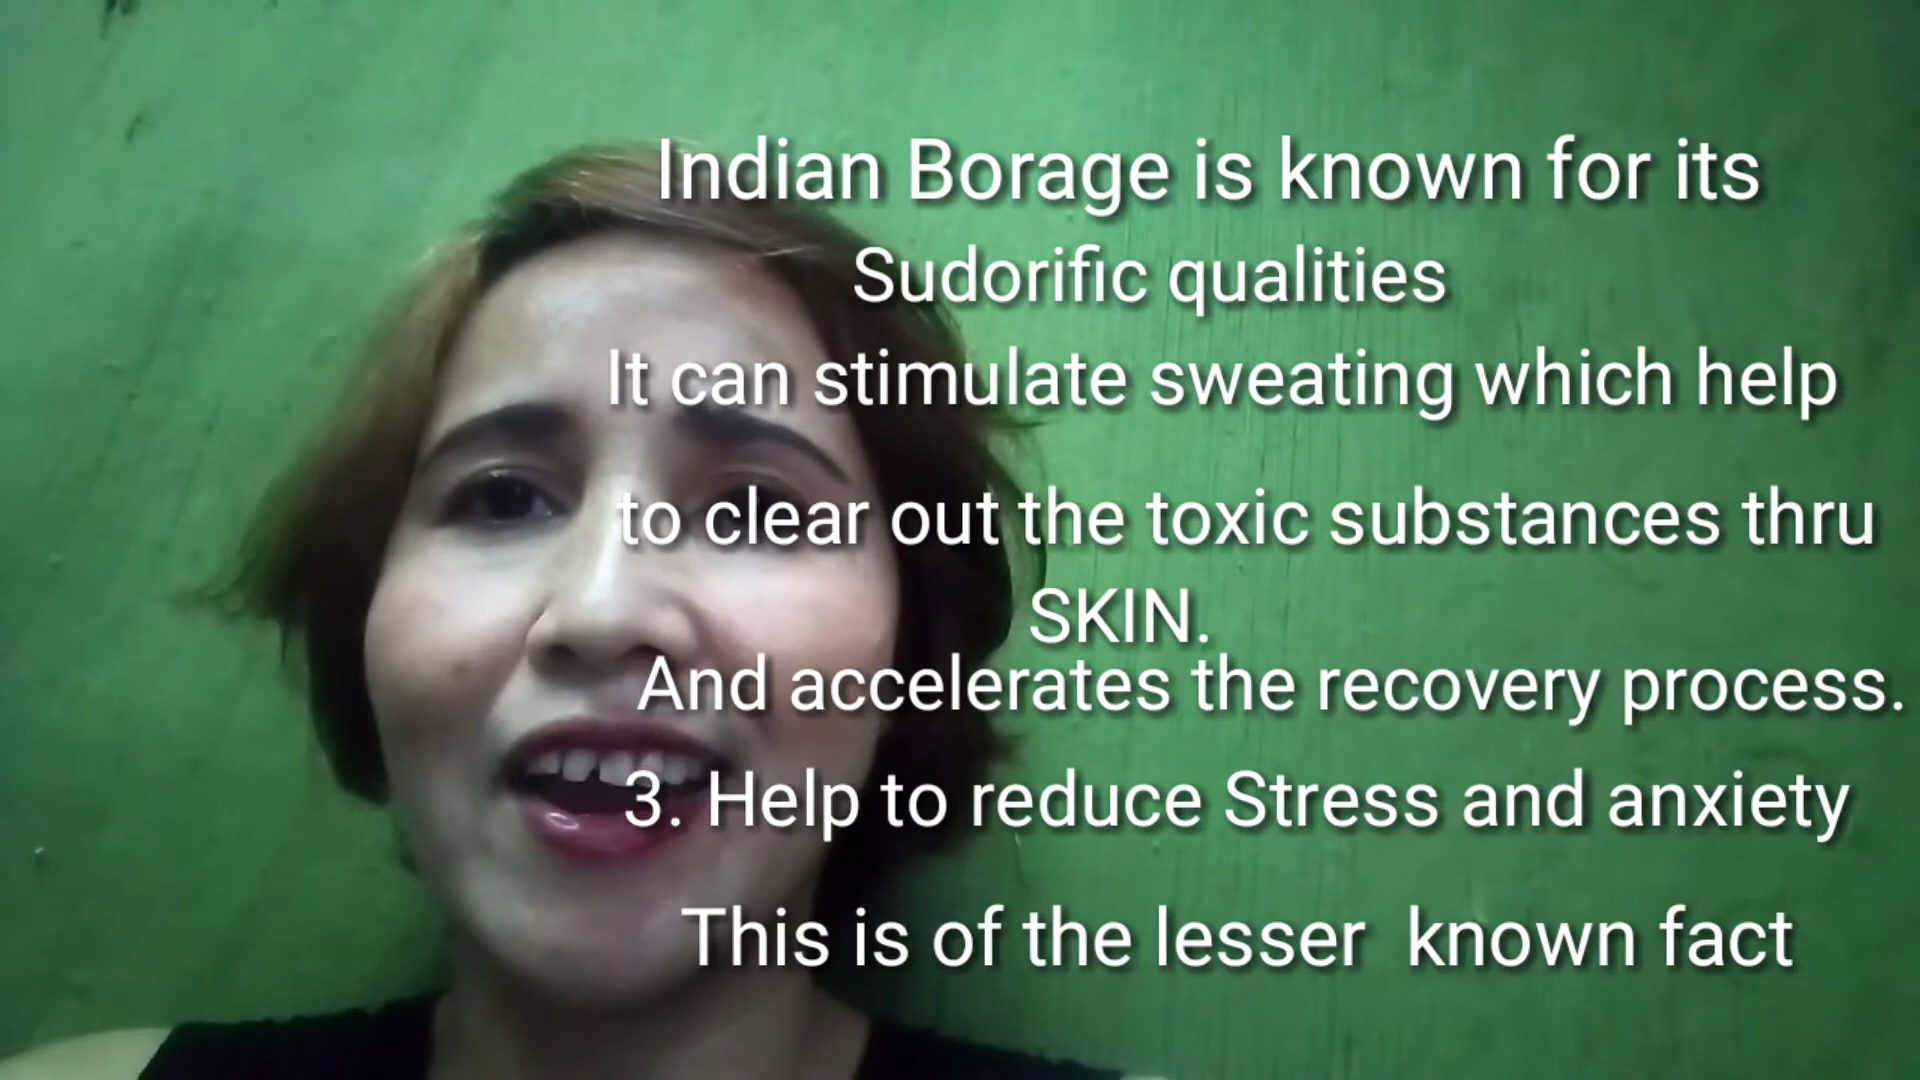 Indian Borage is known for its
Sudorific qualities
It can stimulate sweating which help
to clear out the toxic substances thru
SKIN.
And accelerates the recovery process.
3. Help to reduce Stress and anxiety
This is of the lesser known fact